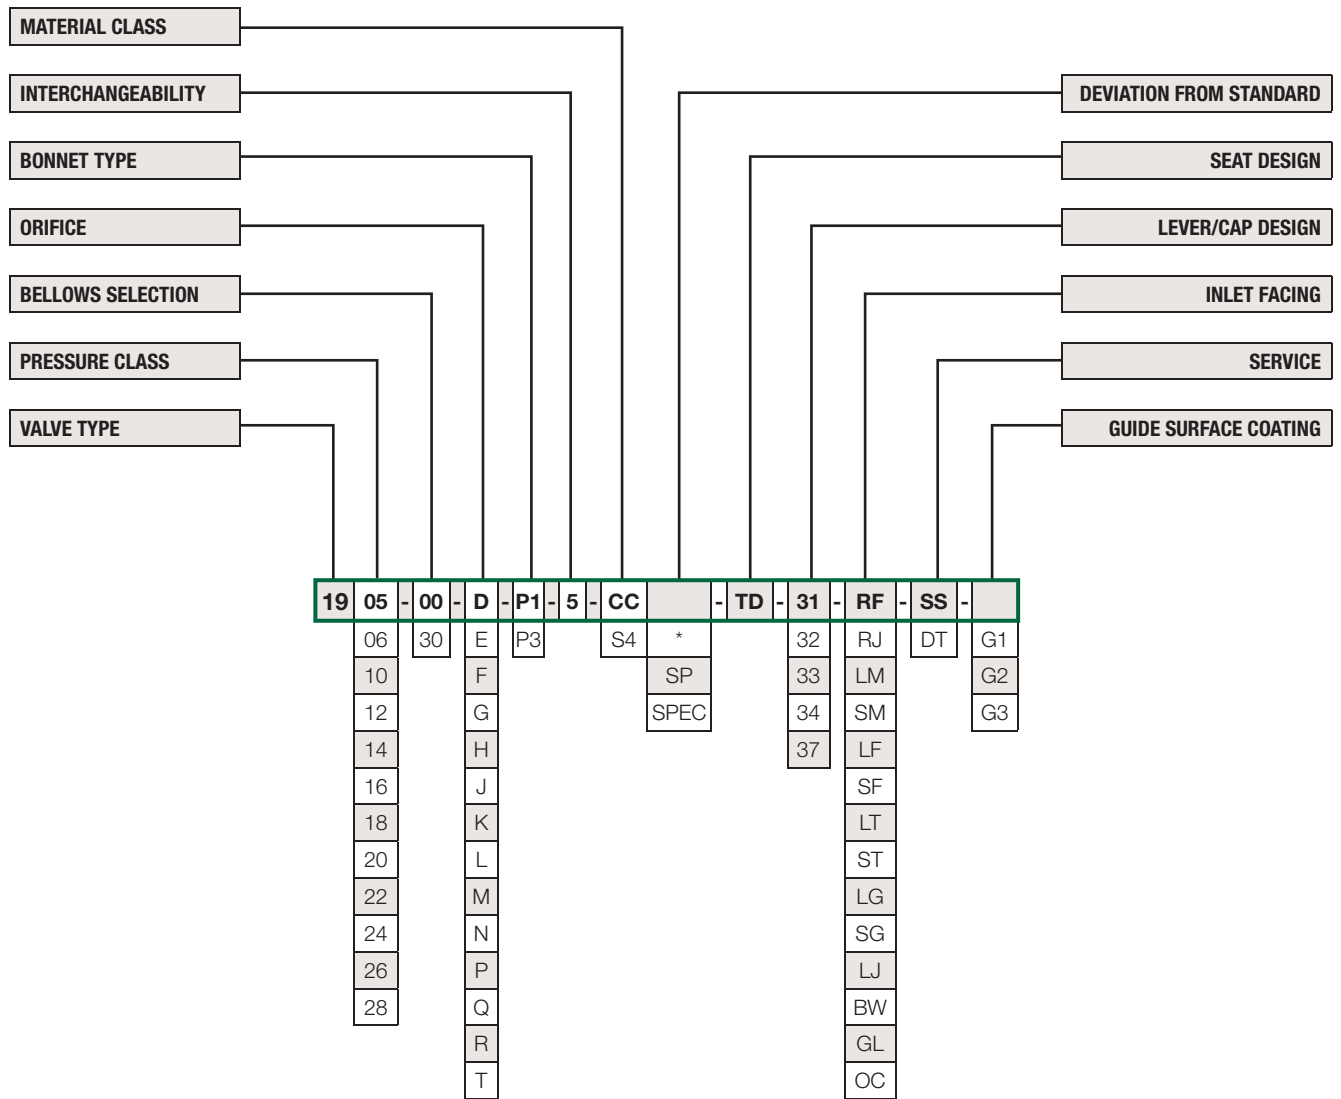 MATERIAL CLASS
INTERCHANGEABILITY
DEVIATION FROM STANDARD
BONNET TYPE
SEAT DESIGN
ORIFICE
LEVER/CAP DESIGN
BELLOWS SELECTION
INLET FACING
PRESSURE CLASS
SERVICE
VALVE TYPE
GUIDE SURFACE COATING
19 05 - 00 - D - P1 - 5 - CC - TD - 31 - RF - SS -
06 30 E P3 S4 * 32 RJ DT G1
10 F SP 33 LM G2
12 G SPEC 34 SM G3
14 H 37 LF
16 J SF
18 K LT
20 L ST
22 M LG
24 N SG
26 P LJ
28 Q BW
R GL
T OC